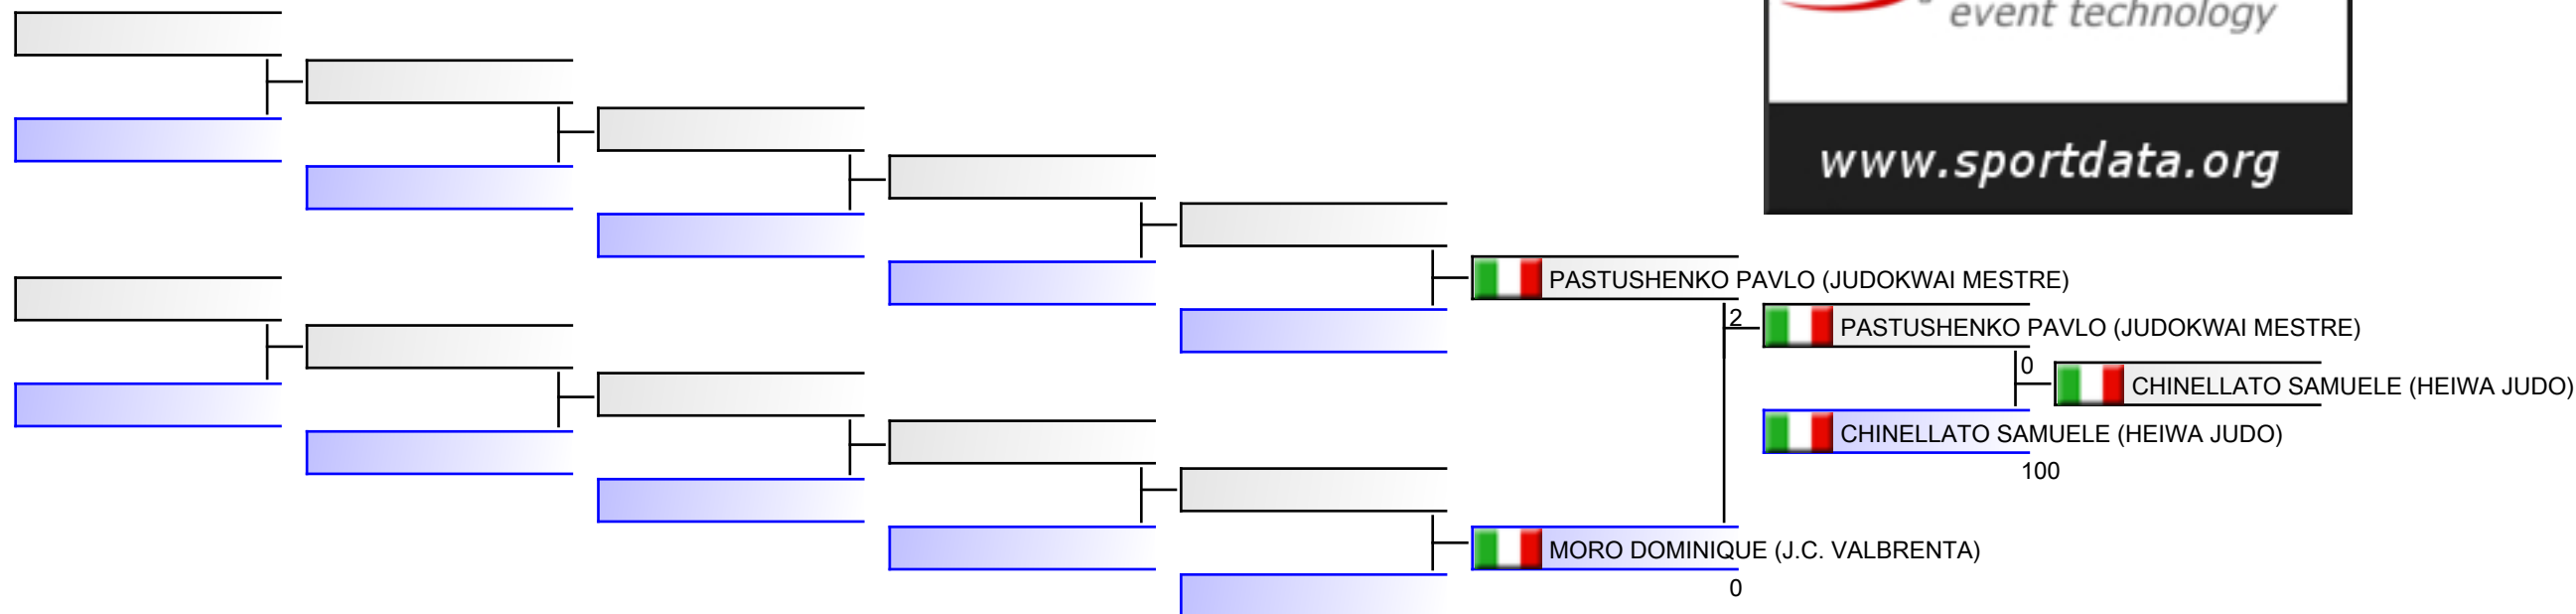 event technology
www.sportdata.org
PASTUSHENKO PAVLO (JUDOKWAI MESTRE)
2
PASTUSHENKO PAVLO (JUDOKWAI MESTRE)
0
CHINELLATO SAMUELE (HEIWA JUDO)
CHINELLATO SAMUELE (HEIWA JUDO)
100
MORO DOMINIQUE (J.C. VALBRENTA)
0